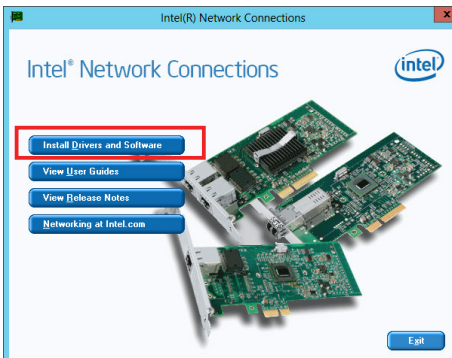 Intel(R) Network Connections
x
Intel® Network Connections
intel
Install Drivers and Software
View User Guides
View Release Notes
Networking at Intel.com
Exit